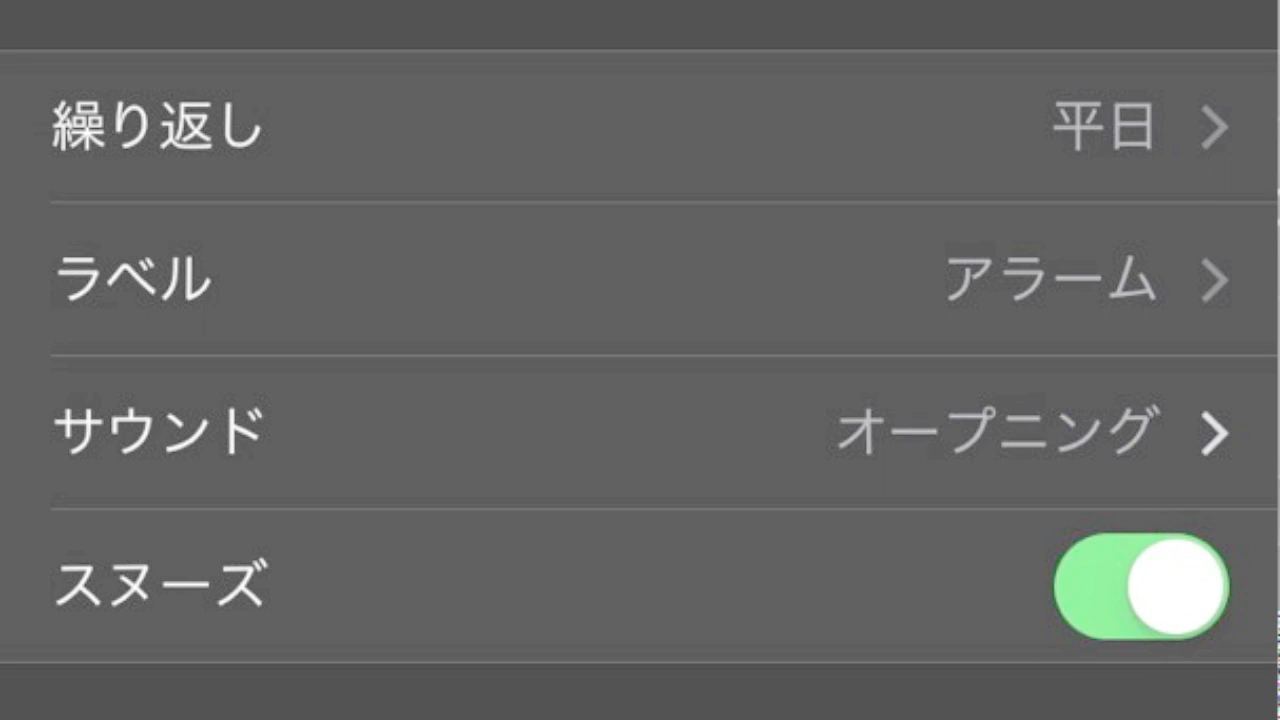 繰り返し 平日
ラベル アラーム
サウンド オープニング
スヌーズ